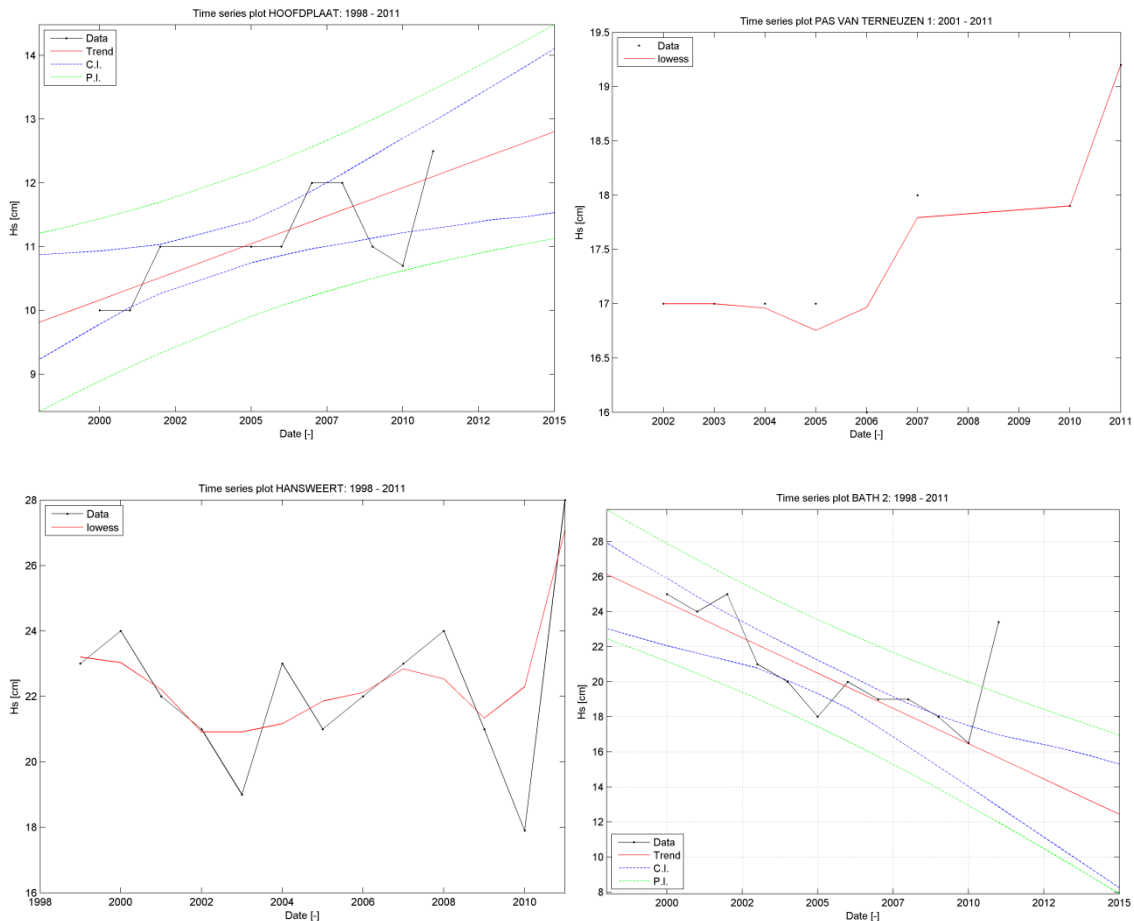 Time series plot HOOFDPLAAT: 1998 - 2011
Data
Trend
C.I.
P.I.
14
13
12
11
10
9
Hs [cm]
2000 2002 2005 2007 2010 2012 2015
Date [-]
Time series plot PAS VAN TERNEUZEN 1: 2001 - 2011
Data
lowess
19.5
19
18.5
18
17.5
17
16.5
16
Hs [cm]
2002 2003 2004 2005 2006 2007 2008 2009 2010 2011
Date [-]
Time series plot HANSWEERT: 1998 - 2011
Data
lowess
28
26
24
22
20
18
16
Hs [cm]
1998 2000 2002 2004 2006 2008 2010
Date [-]
Time series plot BATH 2: 1998 - 2011
28
26
24
22
20
18
16
14
12
10
8
Hs [cm]
Data
Trend
C.I.
P.I.
2000 2002 2005 2007 2010 2012 2015
Date [-]